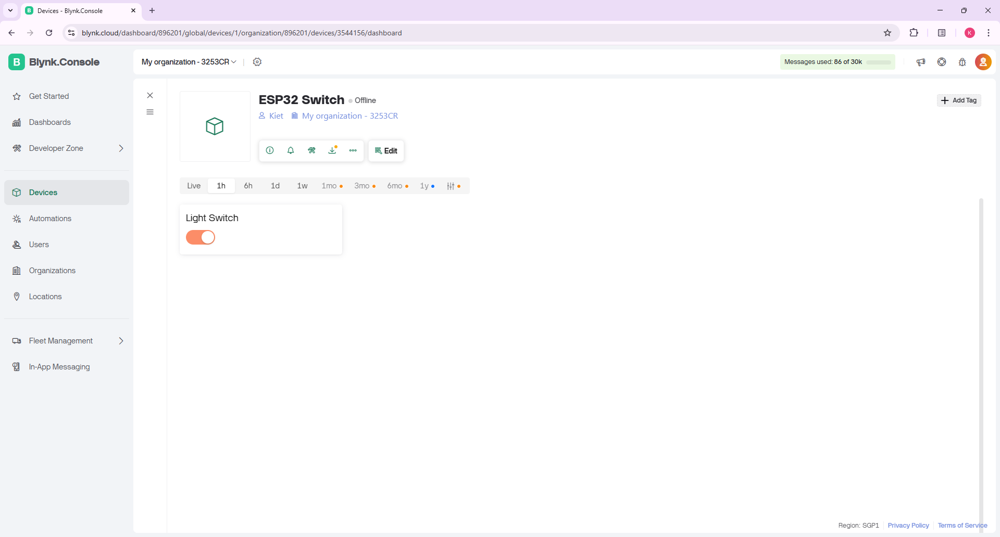 Devices - Blynk.Console
blynk.cloud/dashboard/896201/global/devices/1/organization/896201/devices/3544156/dashboard
K
B Blynk.Console
My organization - 3253CR
Messages used: 86 of 30k
Get Started
Dashboards
Developer Zone
Devices
Automations
Users
Organizations
Locations
Fleet Management
In-App Messaging
ESP32 Switch Offline
Add Tag
Kiet My organization - 3253CR
Edit
Live 1h 6h 1d 1w 1mo 3mo 6mo 1y
Light Switch
Region: SGP1 Privacy Policy Terms of Service